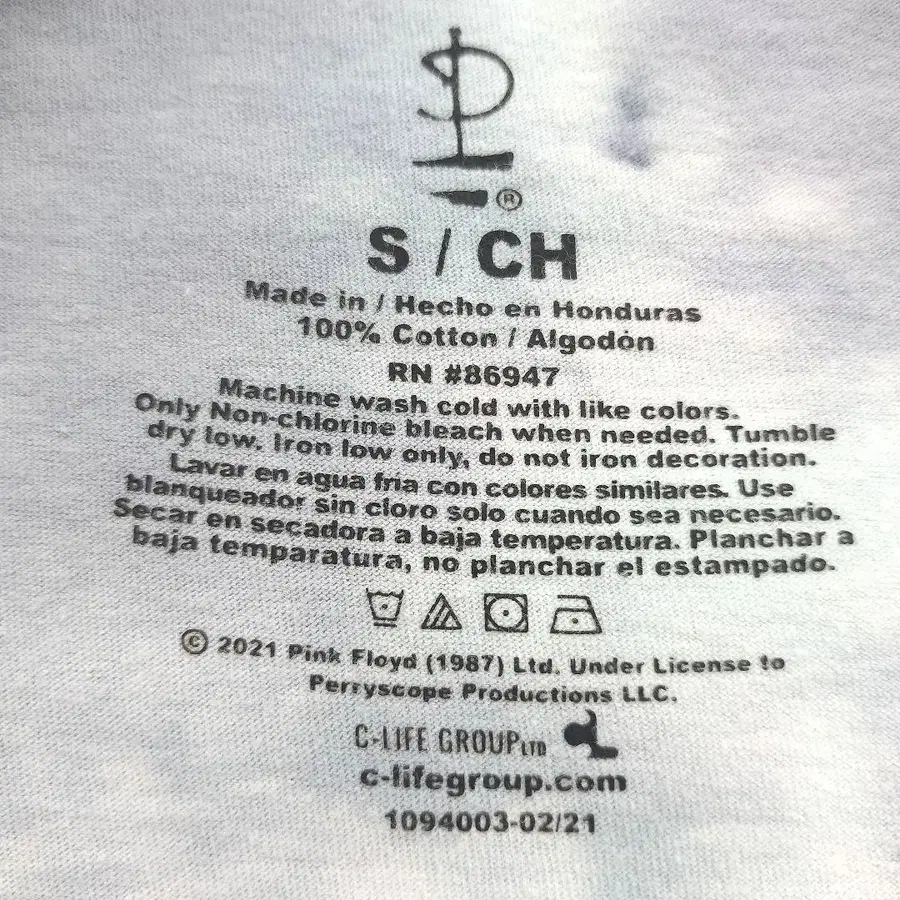 ®
S / CH
Made in / Hecho en Honduras
100% Cotton / Algodón
RN #86947
Machine wash cold with like colors.
Only Non-chlorine bleach when needed. Tumble
dry low. Iron low only, do not iron decoration.
Lavar en agua fria con colores similares. Use
blanqueador sin cloro solo cuando sea necesario.
Secar en secadora a baja temperatura. Planchar a
baja temparatura, no planchar el estampado.
© 2021 Pink Floyd (1987) Ltd. Under License to
Perryscope Productions LLC.
C-LIFE GROUP LTD
c-lifegroup.com
1094003-02/21